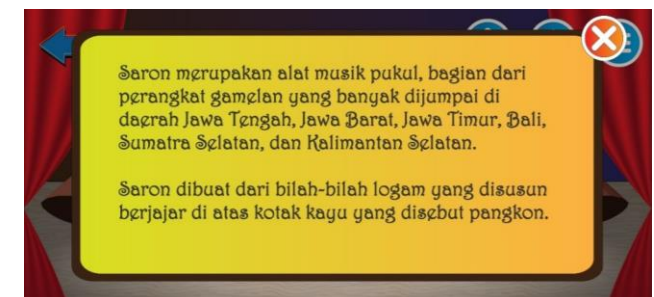 Saron merupakan alat musik pukul, bagian dari
perangkat gamelan yang banyak dijumpai di
daerah Jawa Tengah, Jawa Barat, Jawa Timur, Bali,
Sumatra Selatan, dan Kalimantan Selatan.
Saron dibuat dari bilah-bilah logam yang disusun
berjajar di atas kotak kayu yang disebut pangkon.